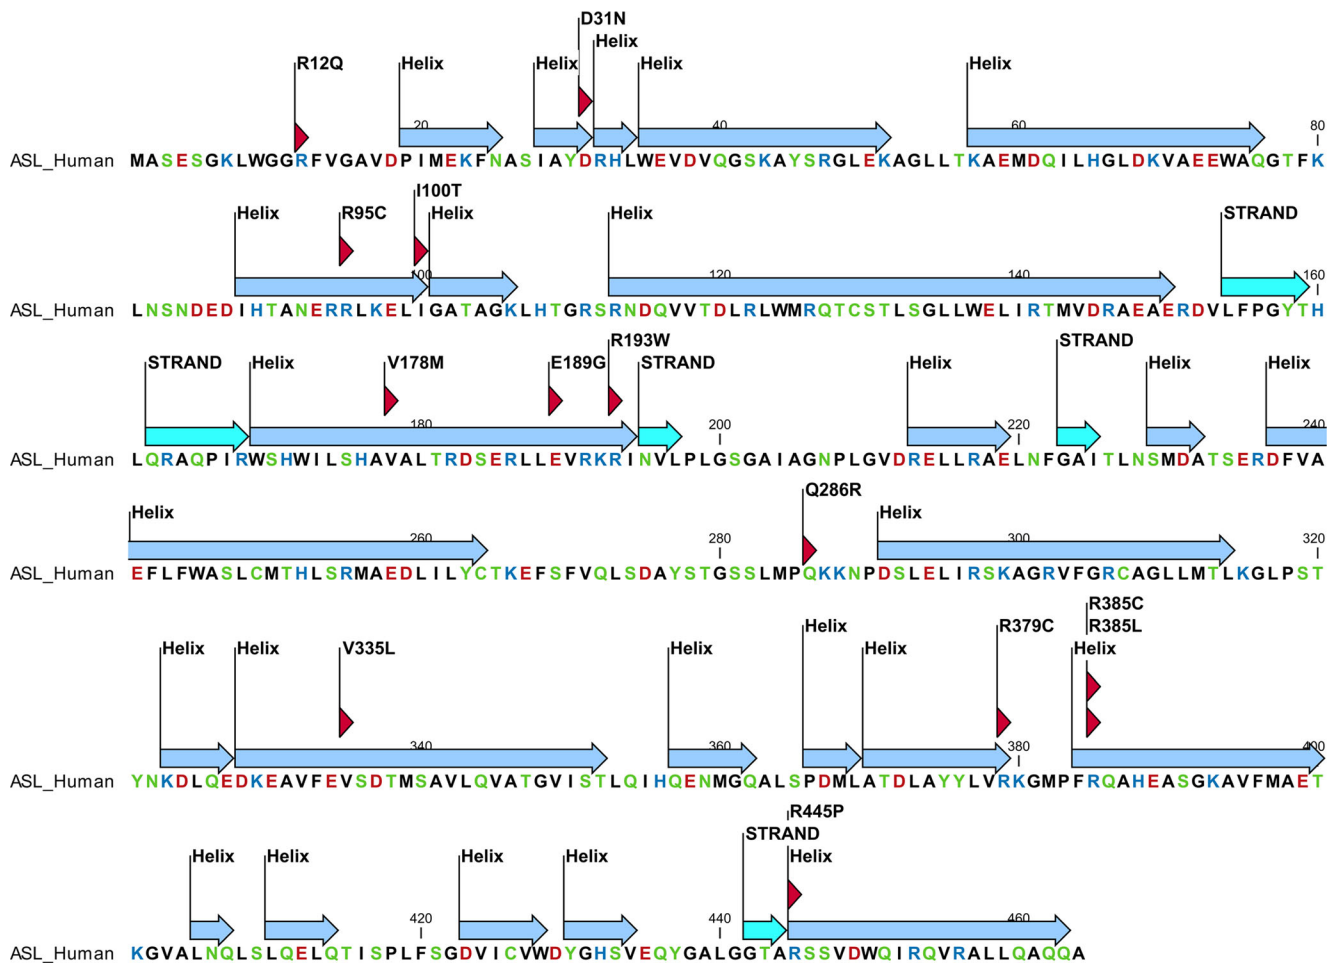 D31N
Helix
R12Q Helix Helix Helix Helix
20 40 60 80
ASL_Human MASESGKLWGGRFVGAVDPIMEKFNASIAYDRHLWEVDVQGSKAYSRGLEKAGLLTKAEMDQILHGLDKVAEEWAQGTFK
I100T
Helix R95C Helix Helix STRAND
100 120 140 160
ASL_Human LNSNDEDIHTANERRLKELIGATAGKLHTGRSRNDQVVTDLRLWMRQTCSTLSGLLWELIRTMVDRAEAERDVLFPGYTH
R193W STRAND
STRAND Helix V178M E189G STRAND Helix Helix Helix
180 200 220 240
ASL_Human LQRAQPIRWSHWILSHAVALTRDSERLLEVRKRINVLPLGSGAIAGNPLGVDRELLRAELNFGAITLNSMDATSERDFVA
Q286R
Helix Helix
260 280 300 320
ASL_Human EFLFWASLCMTHLSRMAEDLILYCTKEFSFVQLSDAYSTGSSLMPQKKNPDSLELIRSKAGRVFGRCAGLLMTLKGLPST
R385C
Helix R379C R385L
Helix Helix V335L Helix Helix Helix
340 360 380 400
ASL_Human YNKDLQEDKEAVFEVSDTMSAVLQVATGVISTLQIHQENMGQALSPDMLATDLAYYLVRKGMPFRQAHEASGKAVFMAET
R445P
STRAND
Helix Helix Helix Helix Helix
420 440 460
ASL_Human KGVALNQLSLQELQTISPLFSGDVICVWDYGHSVEQYGALGGTARSSVDWQIRQVRALLQAQQA